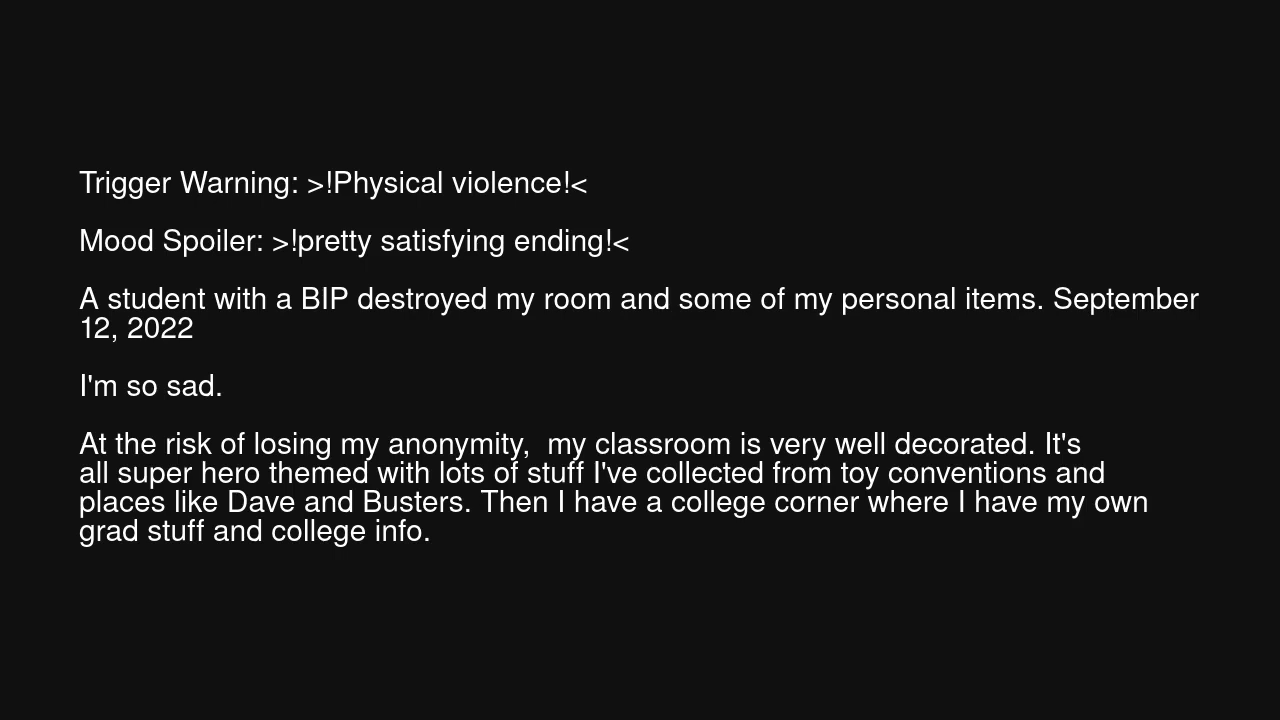 Trigger Warning: >!Physical violence!<
Mood Spoiler: >!pretty satisfying ending!<
A student with a BIP destroyed my room and some of my personal items. September
12, 2022
I'm so sad.
At the risk of losing my anonymity,  my classroom is very well decorated. It's
all super hero themed with lots of stuff I've collected from toy conventions and
places like Dave and Busters. Then I have a college corner where I have my own
grad stuff and college info.